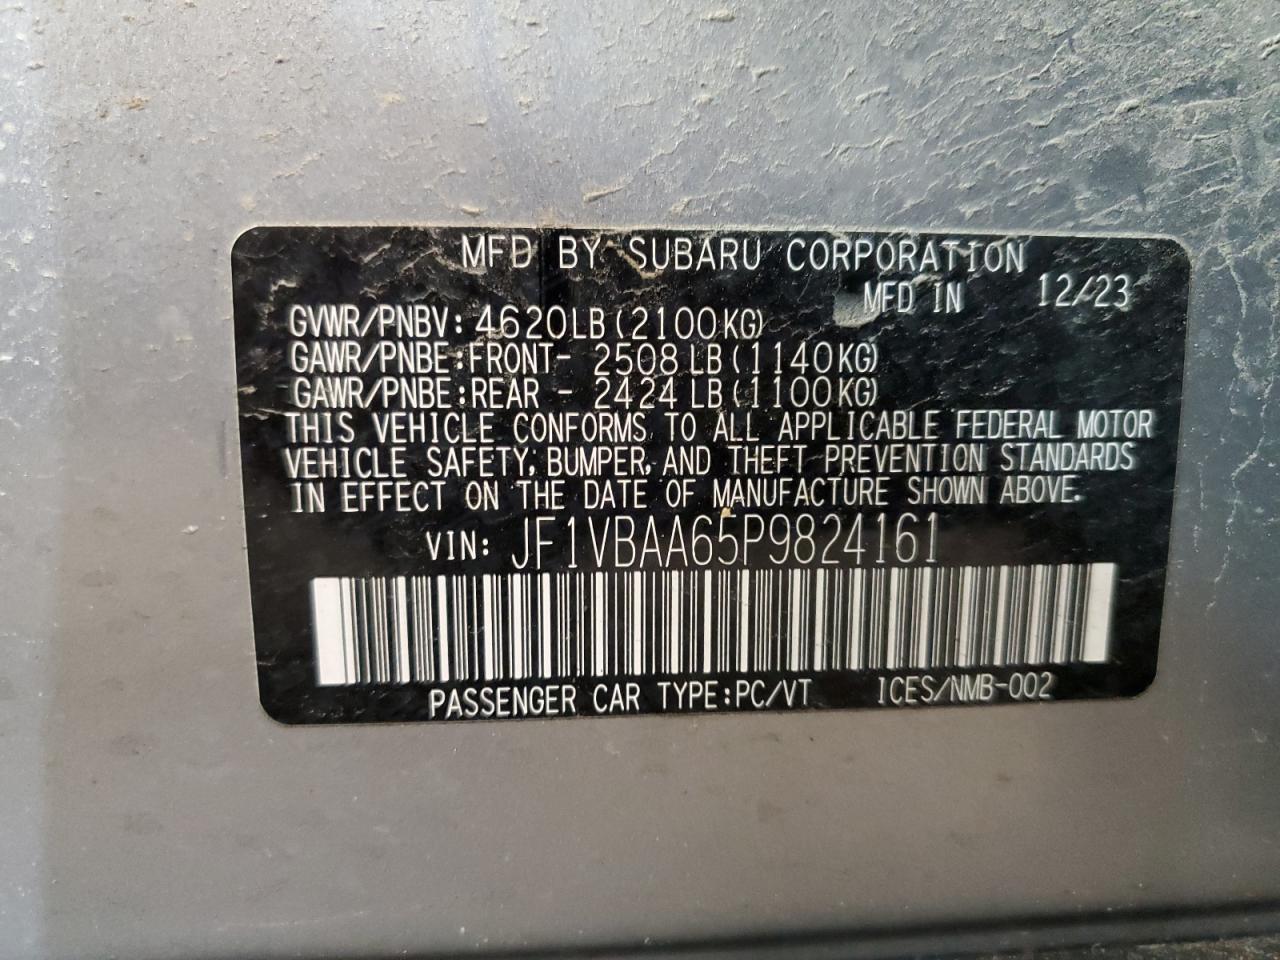 MFD BY SUBARU CORPORATION
MFD IN 12/23
GVWR/PNBV: 4620LB(2100KG)
GAWR/PNBE:FRONT- 2508LB(1140KG)
GAWR/PNBE:REAR - 2424LB(1100KG)
THIS VEHICLE CONFORMS TO ALL APPLICABLE FEDERAL MOTOR
VEHICLE SAFETY, BUMPER, AND THEFT PREVENTION STANDARDS
IN EFFECT ON THE DATE OF MANUFACTURE SHOWN ABOVE.
VIN: JF1VBAA65P9824161
PASSENGER CAR TYPE:PC/VT ICES/NMB-002